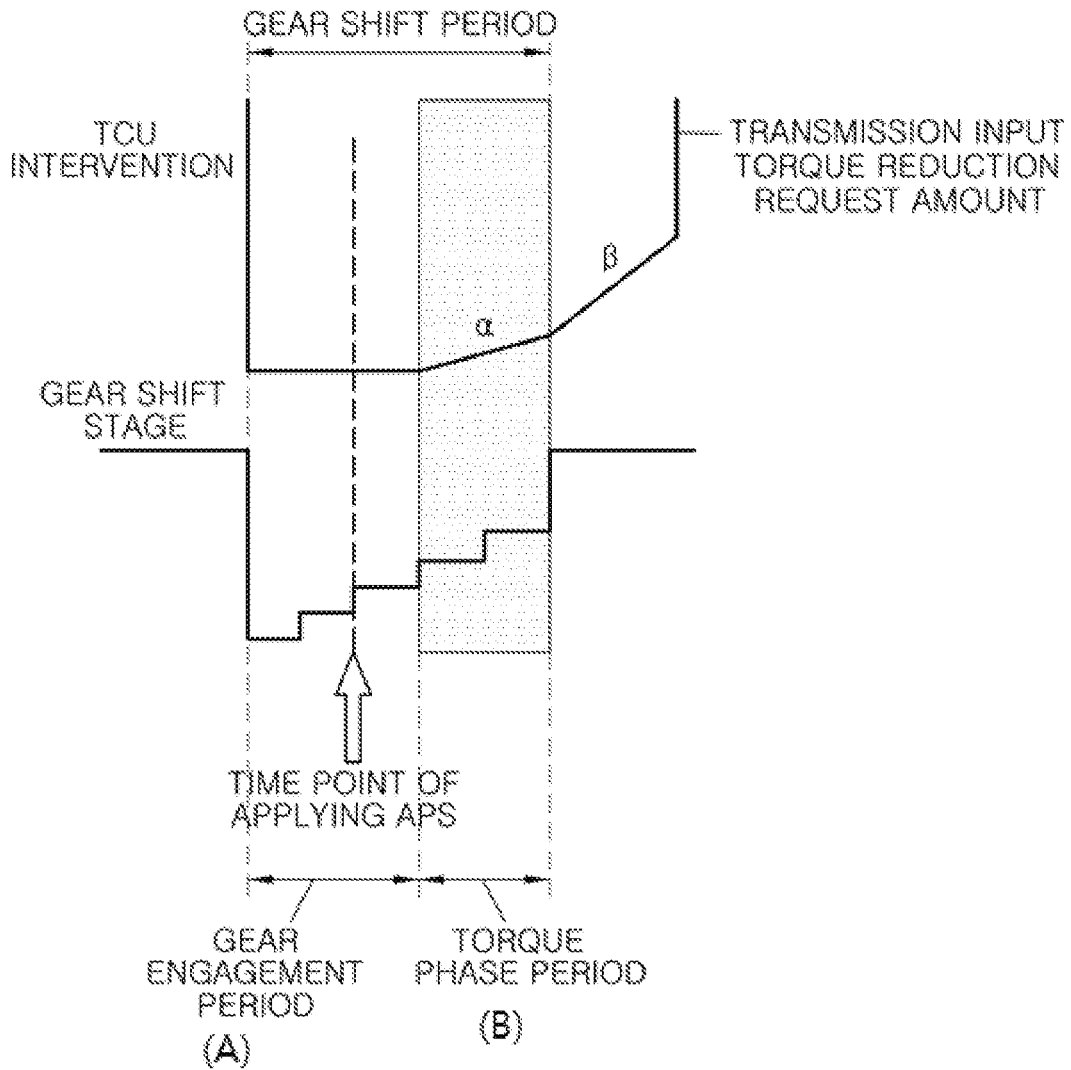 GEAR SHIFT PERIOD
TCU
INTERVENTION
TRANSMISSION INPUT
TORQUE REDUCTION
REQUEST AMOUNT
β
α
GEAR SHIFT
STAGE
TIME POINT OF
APPLYING APS
GEAR
ENGAGEMENT
PERIOD
(A)
TORQUE
PHASE PERIOD
(B)